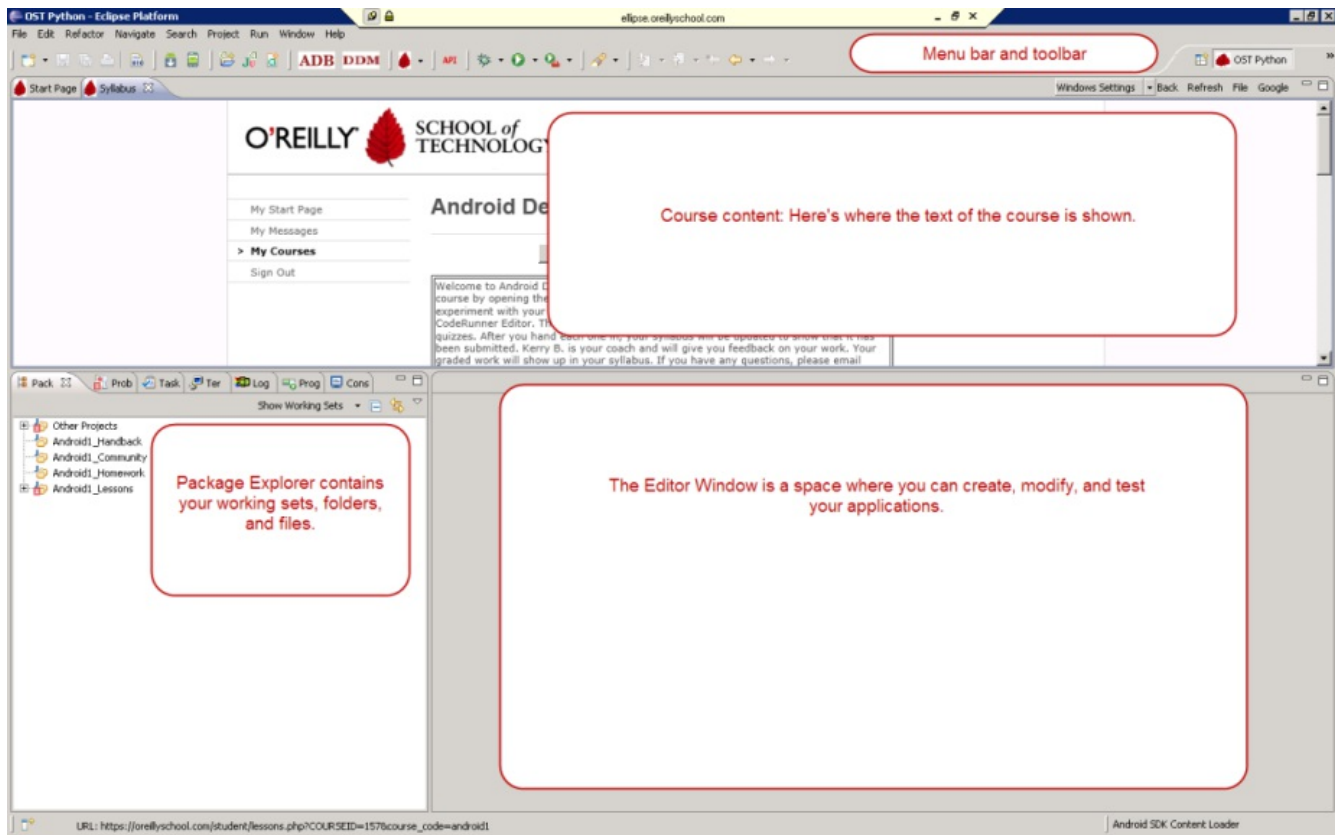 OST Python - Eclipse Platform
elipse.oreillyschool.com
File Edit Refactor Navigate Search Project Run Window Help
ADB DDM
API
Menu bar and toolbar
OST Python
Start Page
Syllabus
Windows Settings
Back Refresh File Google
O'REILLY
SCHOOL of
TECHNOLOG
My Start Page
My Messages
> My Courses
Sign Out
Android De
Course content: Here's where the text of the course is shown.
Welcome to Android D
course by opening the
experiment with your
CodeRunner Editor. Th
quizzes. After you hand each one in, your syllabus will be updated to show that it has
been submitted. Kerry B. is your coach and will give you feedback on your work. Your
graded work will show up in your syllabus. If you have any questions, please email
Pack Prob Task Ter Log Prog Cons
Show Working Sets
Other Projects
Android1_Handback
Android1_Community
Android1_Homework
Android1_Lessons
Package Explorer contains
your working sets, folders,
and files.
The Editor Window is a space where you can create, modify, and test
your applications.
URL: https://oreillyschool.com/student/lessons.php?COURSEID=157&course_code=android1
Android SDK Content Loader